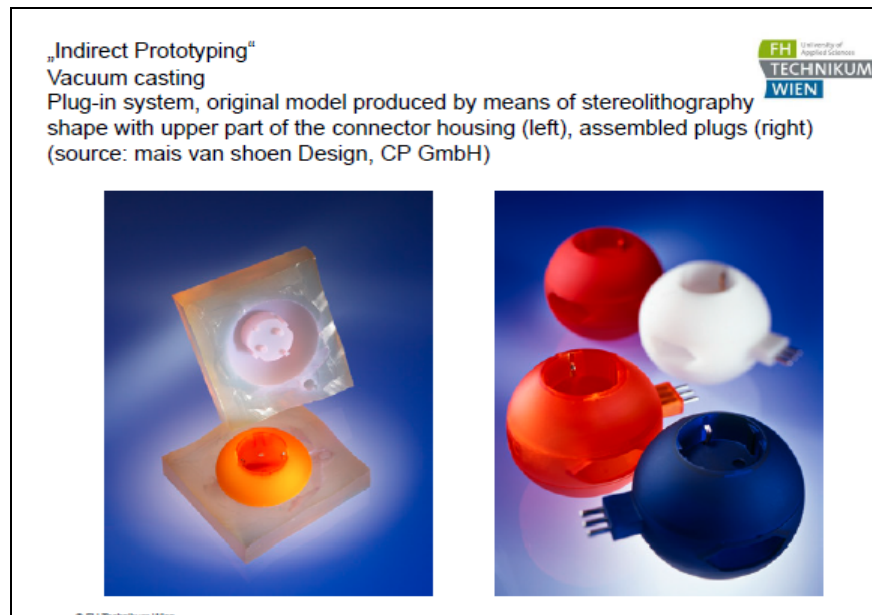 „Indirect Prototyping“
Vacuum casting
Plug-in system, original model produced by means of stereolithography
shape with upper part of the connector housing (left), assembled plugs (right)
(source: mais van shoen Design, CP GmbH)
FH University of
Applied Sciences
TECHNIKUM
WIEN